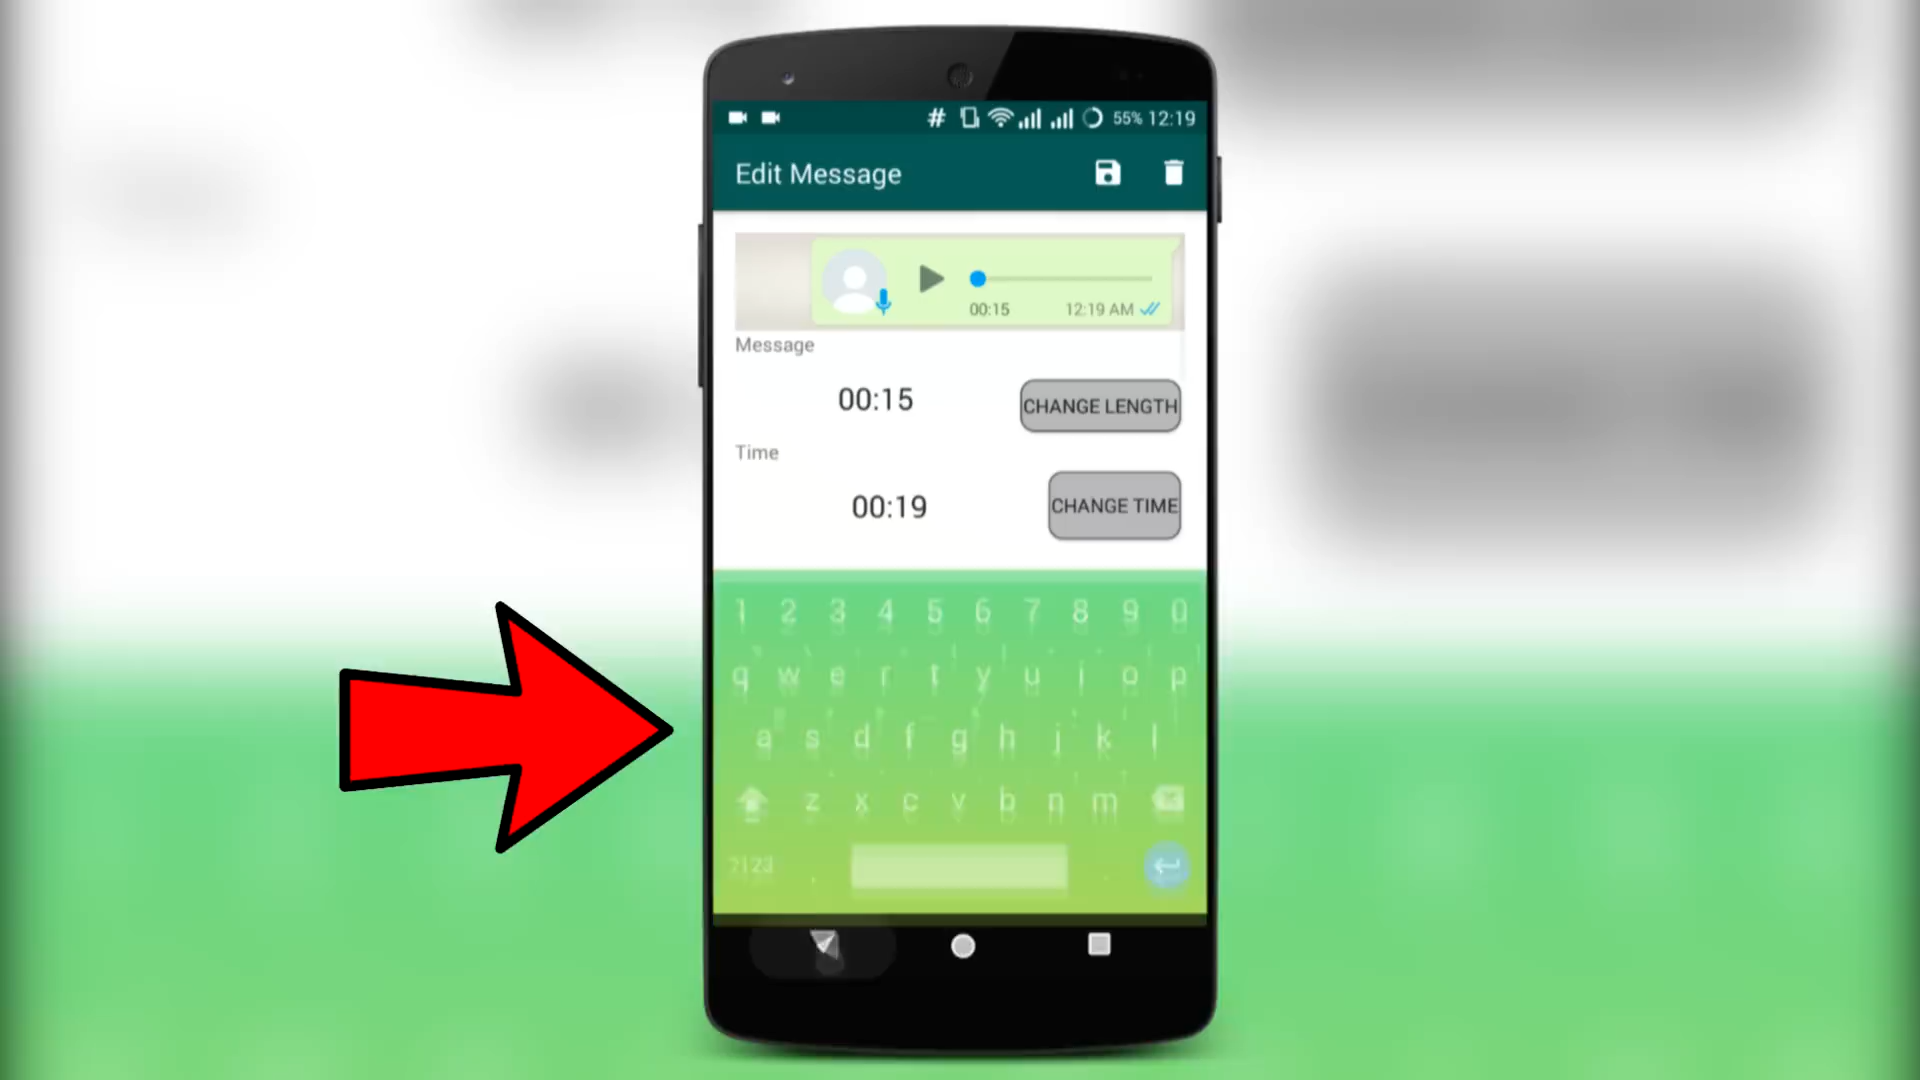 # 55% 12:19
Edit Message
00:15 12:19 AM
Message
00:15 CHANGE LENGTH
Time
00:19 CHANGE TIME
1 2 3 4 5 6 7 8 9 0
q w e r t y u i o p
a s d f g h j k l
z x c v b n m
?123 , .